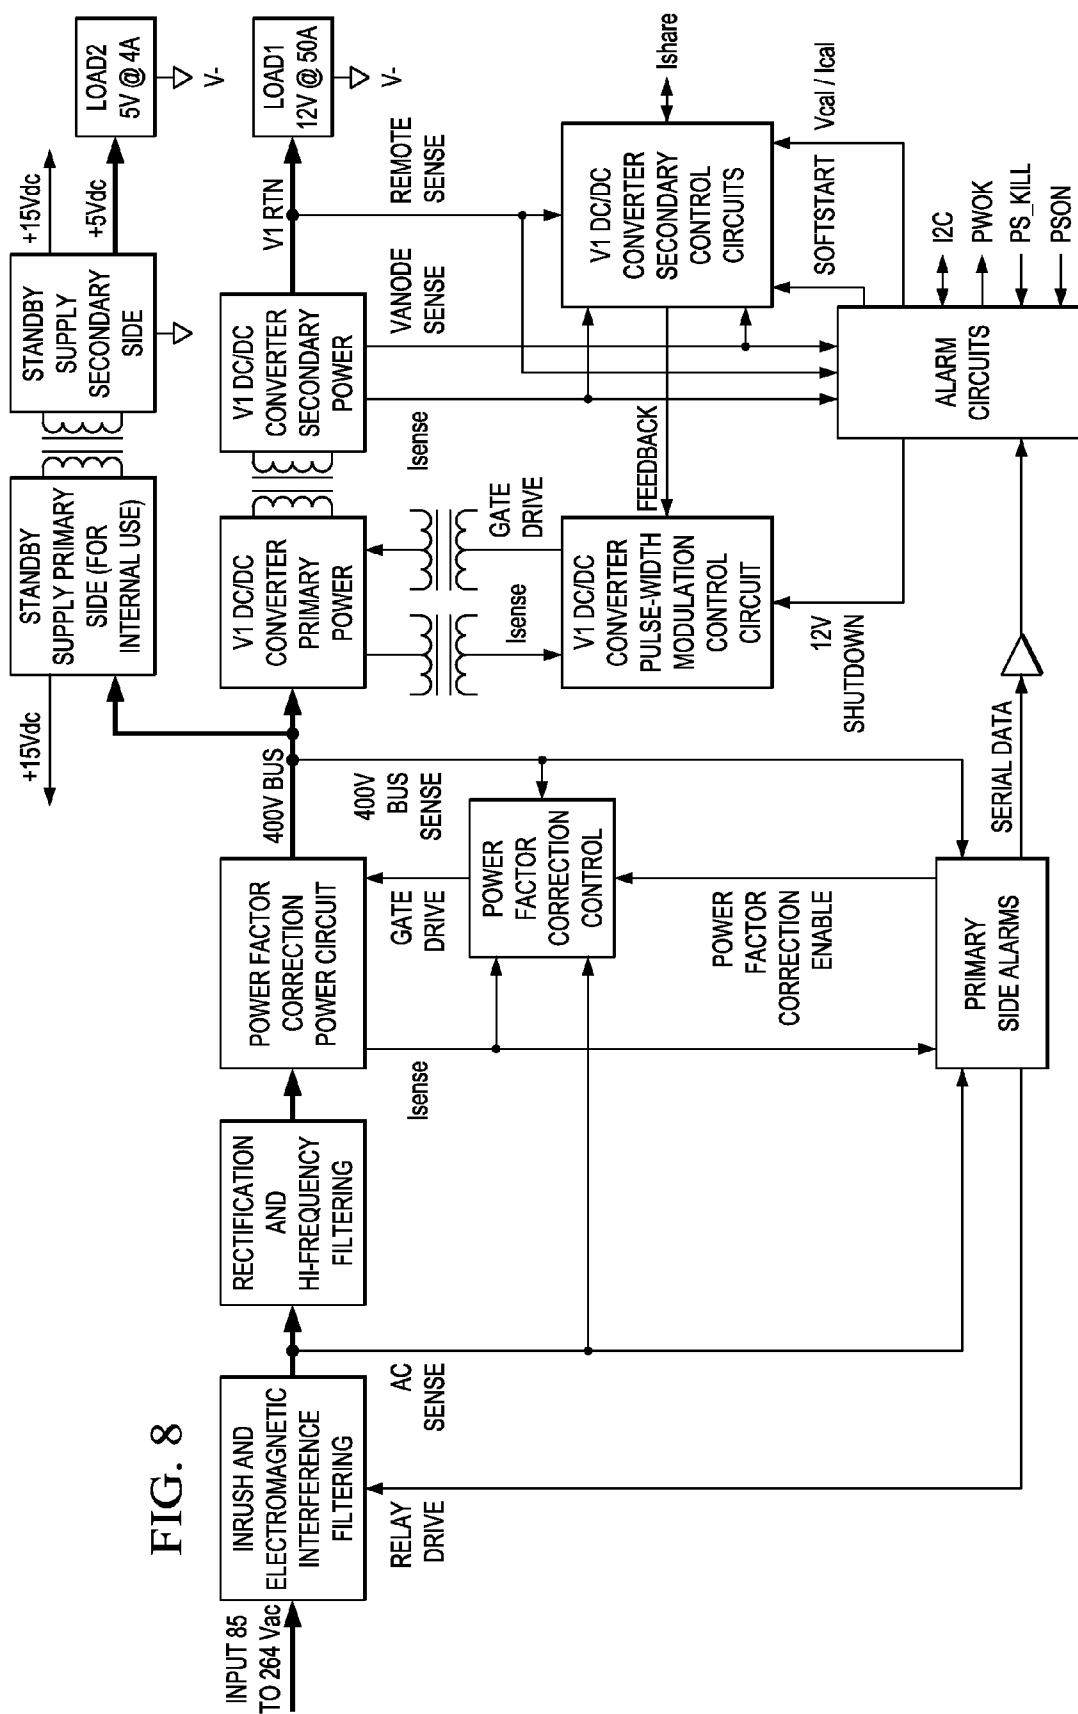 FIG. 8
INPUT 85
TO 264 Vac
INRUSH AND
ELECTROMAGNETIC
INTERFERENCE
FILTERING
RELAY
DRIVE
AC
SENSE
RECTIFICATION
AND
HI-FREQUENCY
FILTERING
POWER FACTOR
CORRECTION
POWER CIRCUIT
Isense
GATE
DRIVE
400V BUS
400V
BUS
SENSE
POWER
FACTOR
CORRECTION
CONTROL
POWER
FACTOR
CORRECTION
ENABLE
PRIMARY
SIDE ALARMS
SERIAL DATA
+15Vdc
STANDBY
SUPPLY PRIMARY
SIDE (FOR
INTERNAL USE)
STANDBY
SUPPLY
SECONDARY
SIDE
+15Vdc
+5Vdc
LOAD2
5V @ 4A
V-
V1 DC/DC
CONVERTER
PRIMARY
POWER
V1 DC/DC
CONVERTER
SECONDARY
POWER
V1 RTN
LOAD1
12V @ 50A
V-
Isense
VANODE
SENSE
REMOTE
SENSE
Isense
GATE
DRIVE
V1 DC/DC
CONVERTER
PULSE-WIDTH
MODULATION
CONTROL
CIRCUIT
FEEDBACK
V1 DC/DC
CONVERTER
SECONDARY
CONTROL
CIRCUITS
Ishare
12V
SHUTDOWN
SOFTSTART
Vcal / Ical
ALARM
CIRCUITS
I2C
PWOK
PS_KILL
PSON